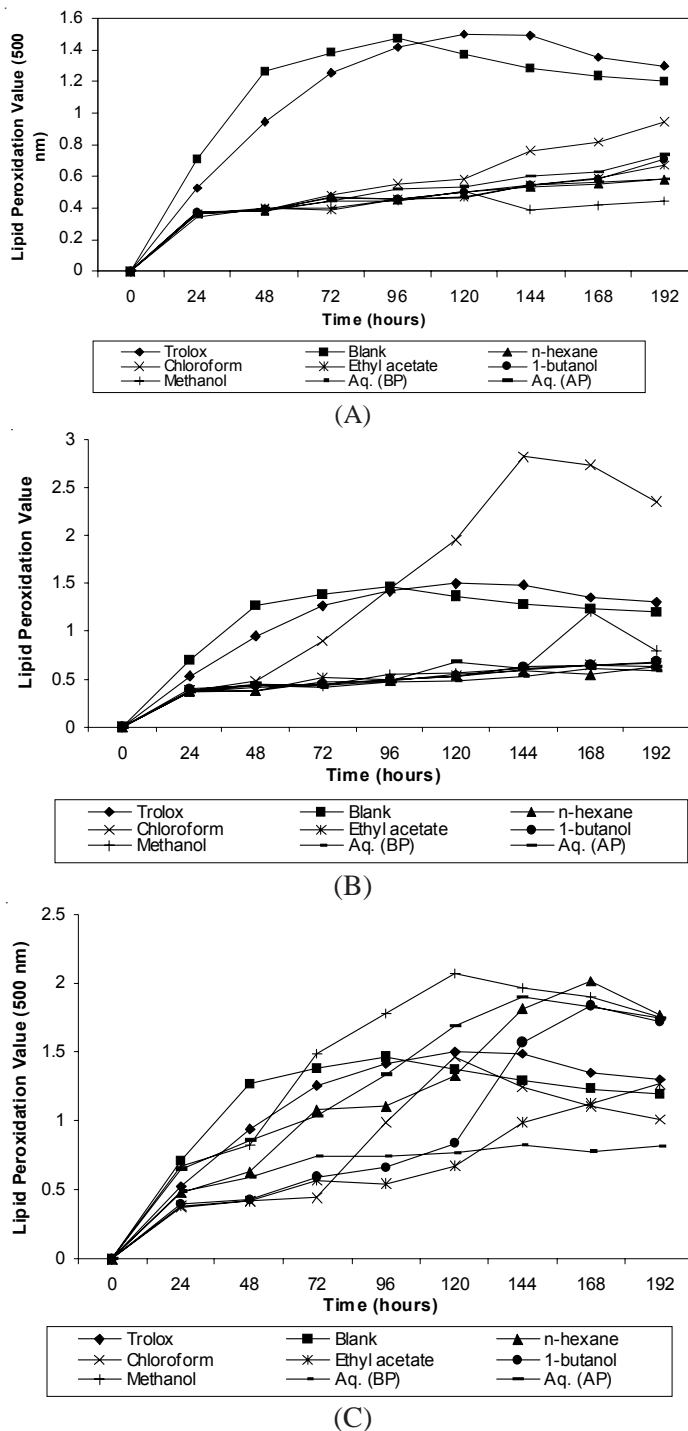 Lipid Peroxidation Value (500 nm)
1.6
1.4
1.2
1
0.8
0.6
0.4
0.2
0
0 24 48 72 96 120 144 168 192
Time (hours)
Trolox Blank n-hexane
Chloroform Ethyl acetate 1-butanol
Methanol Aq. (BP) Aq. (AP)
(A)
Lipid Peroxidation Value
3
2.5
2
1.5
1
0.5
0
0 24 48 72 96 120 144 168 192
Time (hours)
Trolox Blank n-hexane
Chloroform Ethyl acetate 1-butanol
Methanol Aq. (BP) Aq. (AP)
(B)
Lipid Peroxidation Value (500 nm)
2.5
2
1.5
1
0.5
0
0 24 48 72 96 120 144 168 192
Time (hours)
Trolox Blank n-hexane
Chloroform Ethyl acetate 1-butanol
Methanol Aq. (BP) Aq. (AP)
(C)